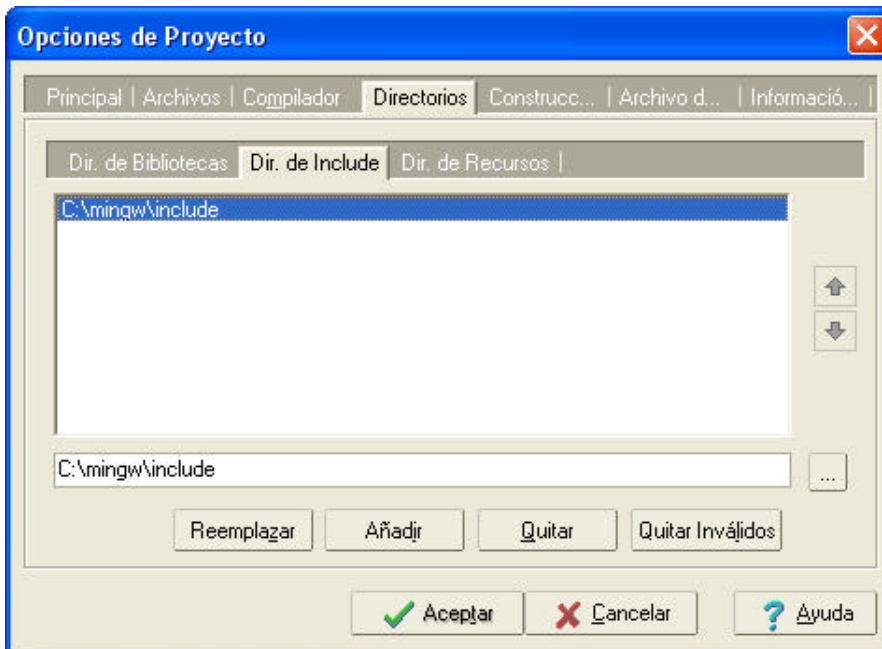 Opciones de Proyecto
Principal | Archivos | Compilador Directorios Construcc... | Archivo d... | Informació... |
Dir. de Bibliotecas Dir. de Include Dir. de Recursos |
C:\mingw\include
C:\mingw\include ...
Reemplazar Añadir Quitar Quitar Inválidos
Aceptar Cancelar ? Ayuda